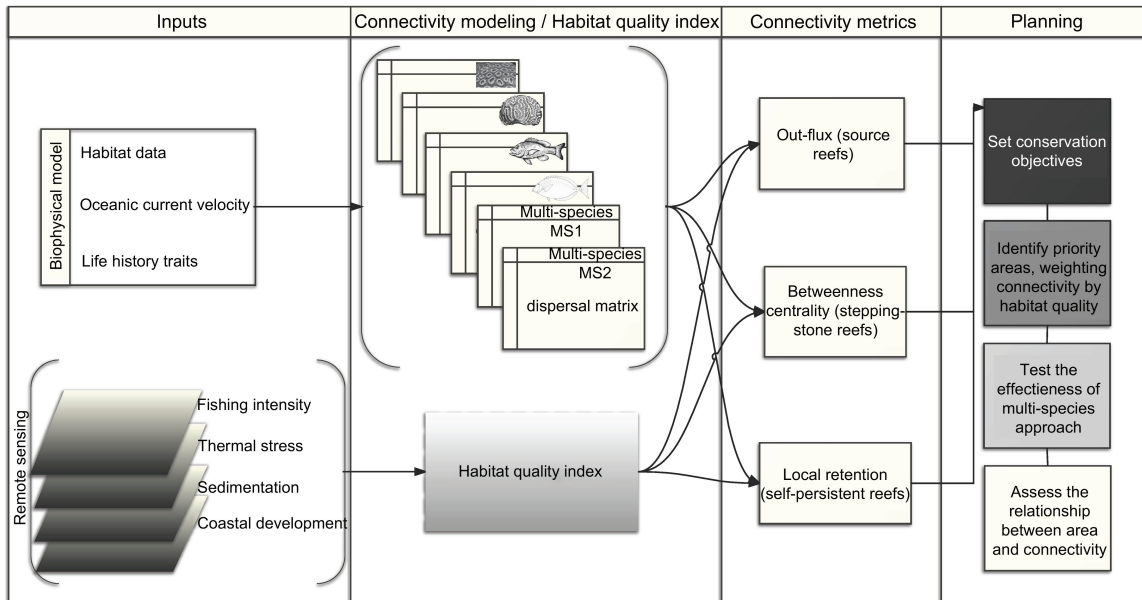 Inputs
Connectivity modeling / Habitat quality index
Connectivity metrics
Planning
Biophysical model
Habitat data
Oceanic current velocity
Life history traits
Remote sensing
Fishing intensity
Thermal stress
Sedimentation
Coastal development
Multi-species
MS1
Multi-species
MS2
dispersal matrix
Habitat quality index
Out-flux (source
reefs)
Betweenness
centrality (stepping-
stone reefs)
Local retention
(self-persistent reefs)
Set conservation
objectives
Identify priority
areas, weighting
connectivity by
habitat quality
Test the
effectieness of
multi-species
approach
Assess the
relationship
between area
and connectivity